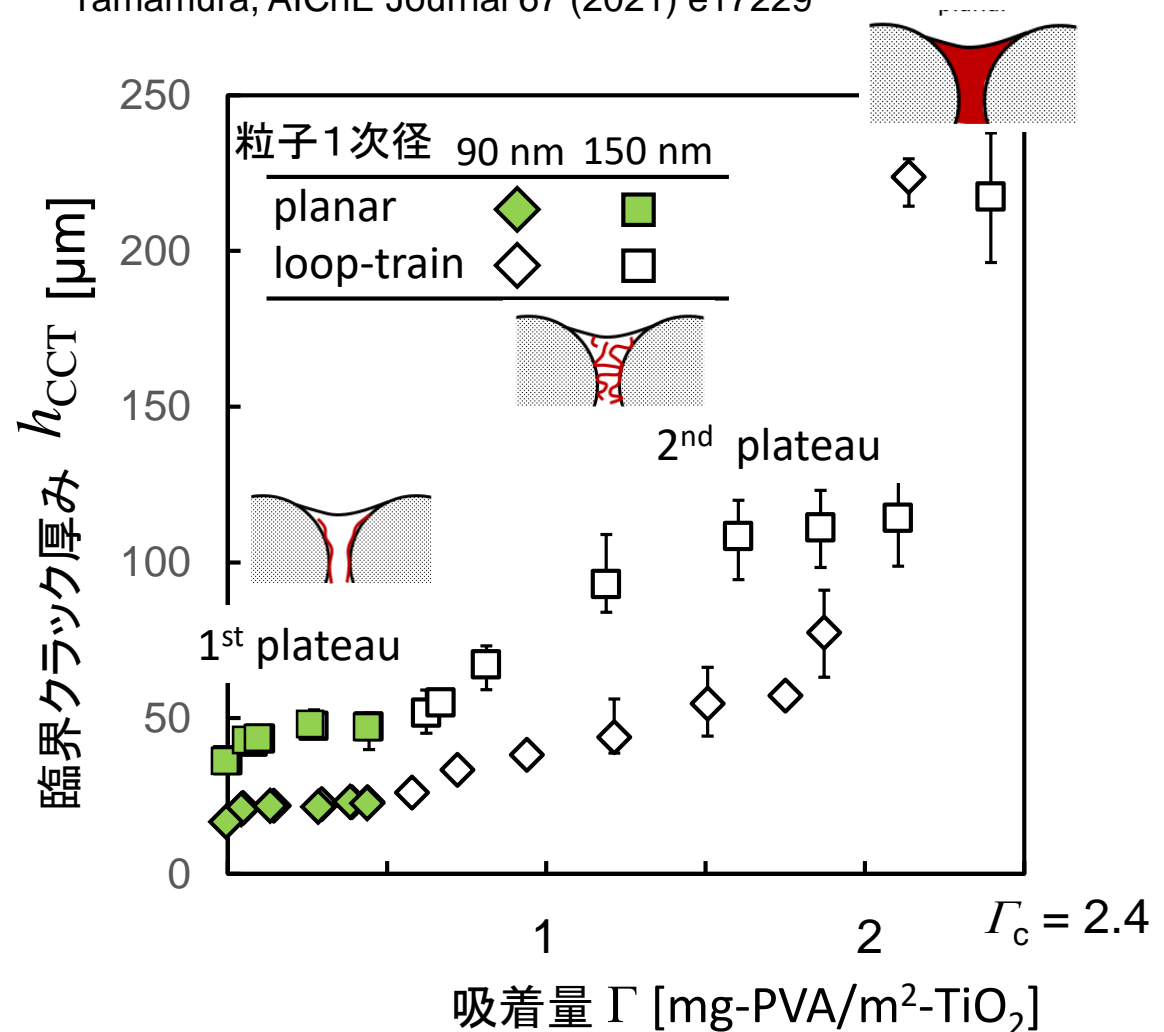 Yamamura, AIChE Journal 67 (2021) e17229
250
200
150
100
50
0
臨界クラック厚み hCCT [μm]
粒子1次径 90 nm 150 nm
planar
loop-train
2nd plateau
1st plateau
1
2
Γc = 2.4
吸着量 Γ [mg-PVA/m2-TiO2]